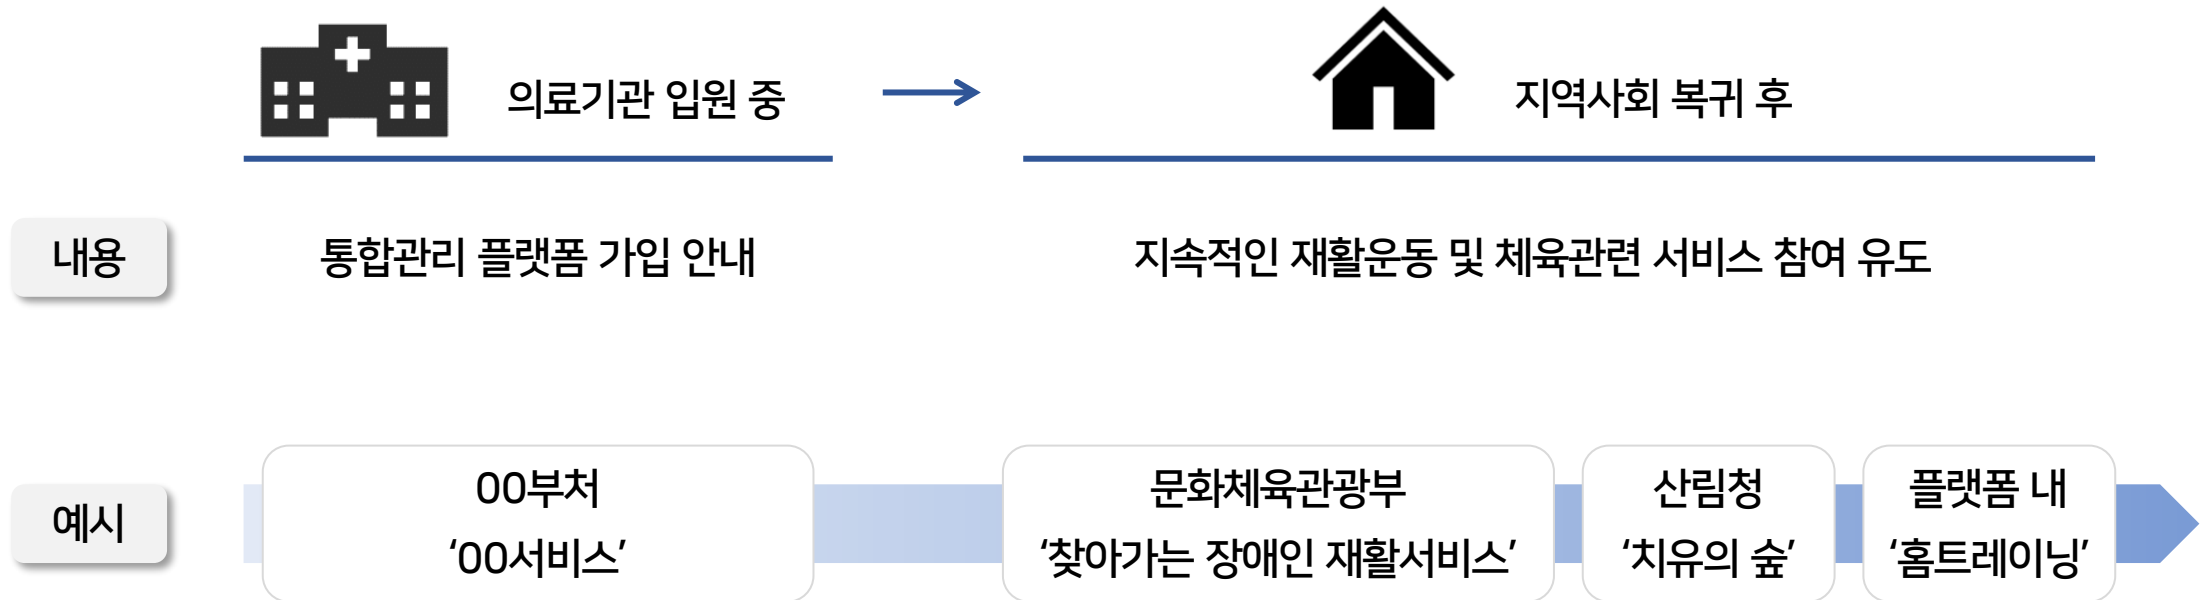 의료기관 입원 중
지역사회 복귀 후
내용
통합관리 플랫폼 가입 안내
지속적인 재활운동 및 체육관련 서비스 참여 유도
예시
00부처
‘00서비스’
문화체육관광부
‘찾아가는 장애인 재활서비스’
산림청
‘치유의 숲’
플랫폼 내
‘홈트레이닝’